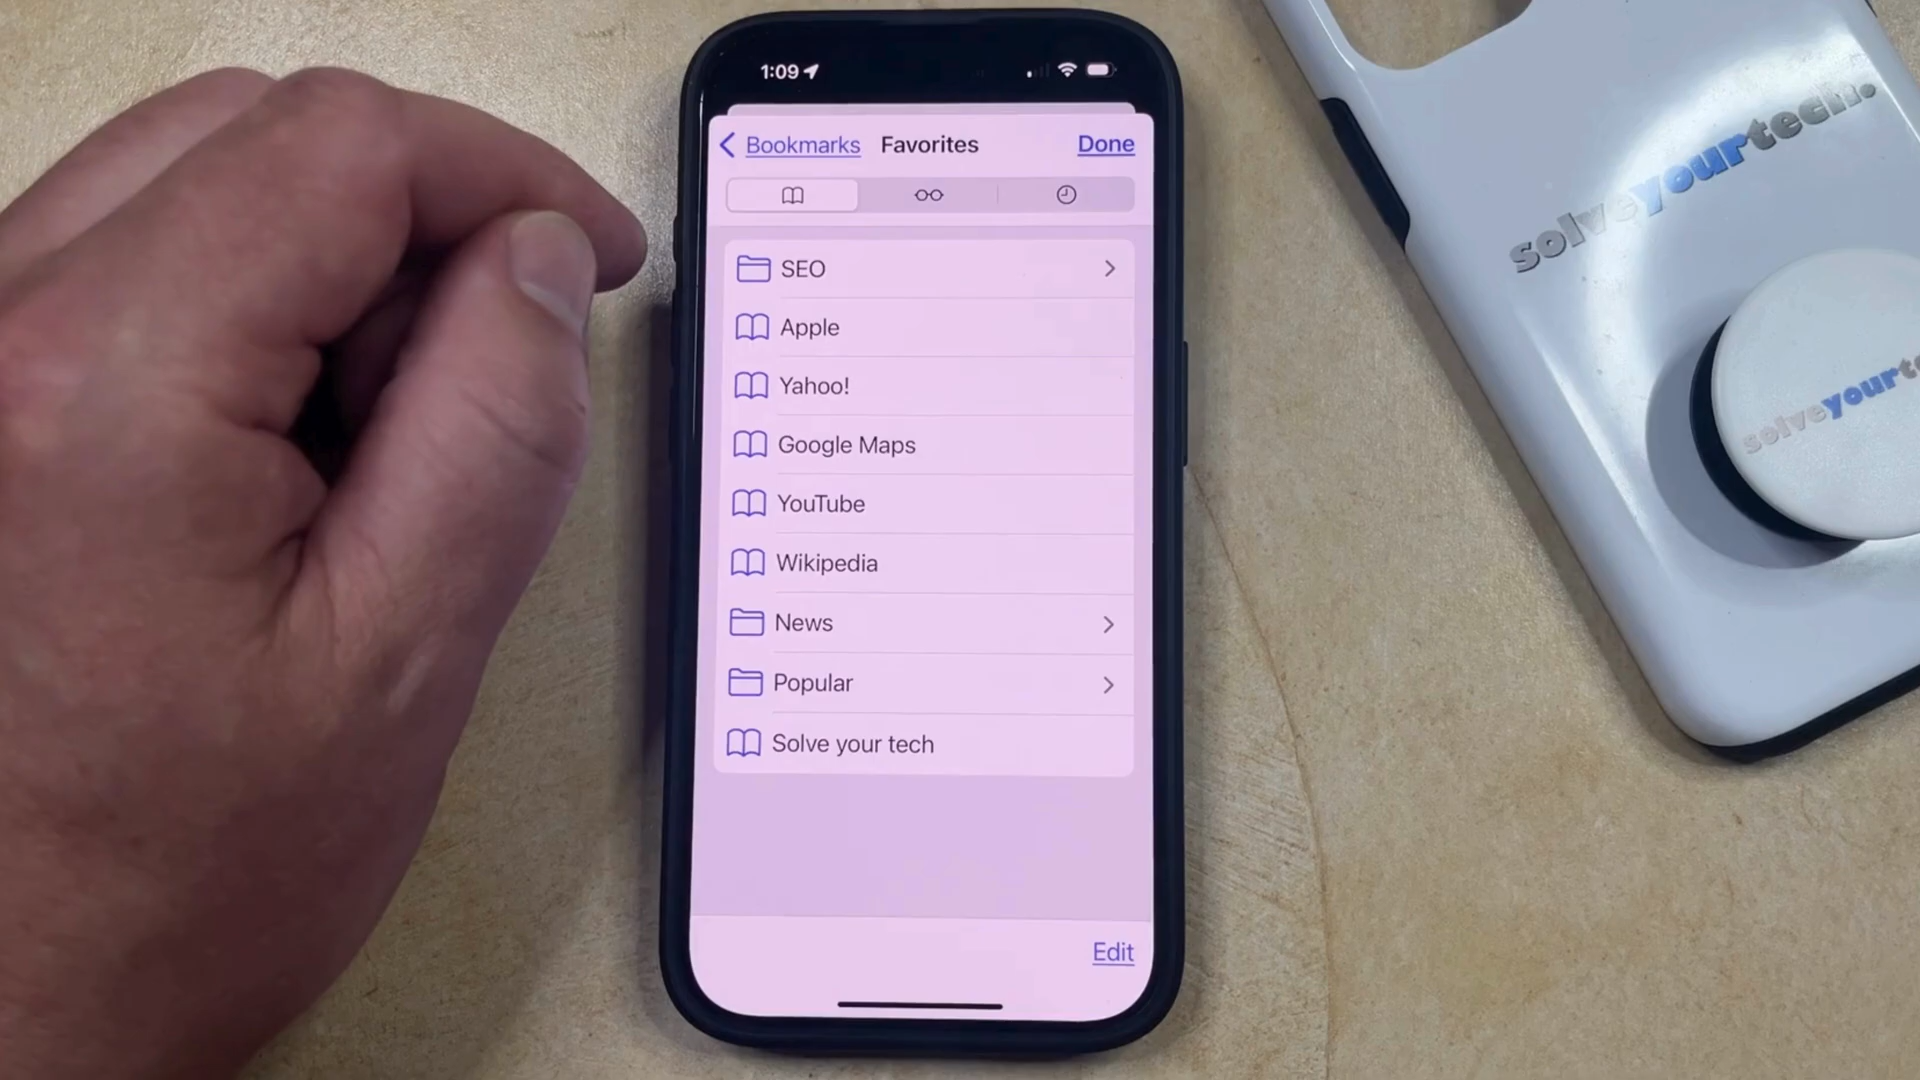 1:09
Bookmarks Favorites Done
SEO
Apple
Yahoo!
Google Maps
YouTube
Wikipedia
News
Popular
Solve your tech
Edit
solveyourtech.
solveyourte